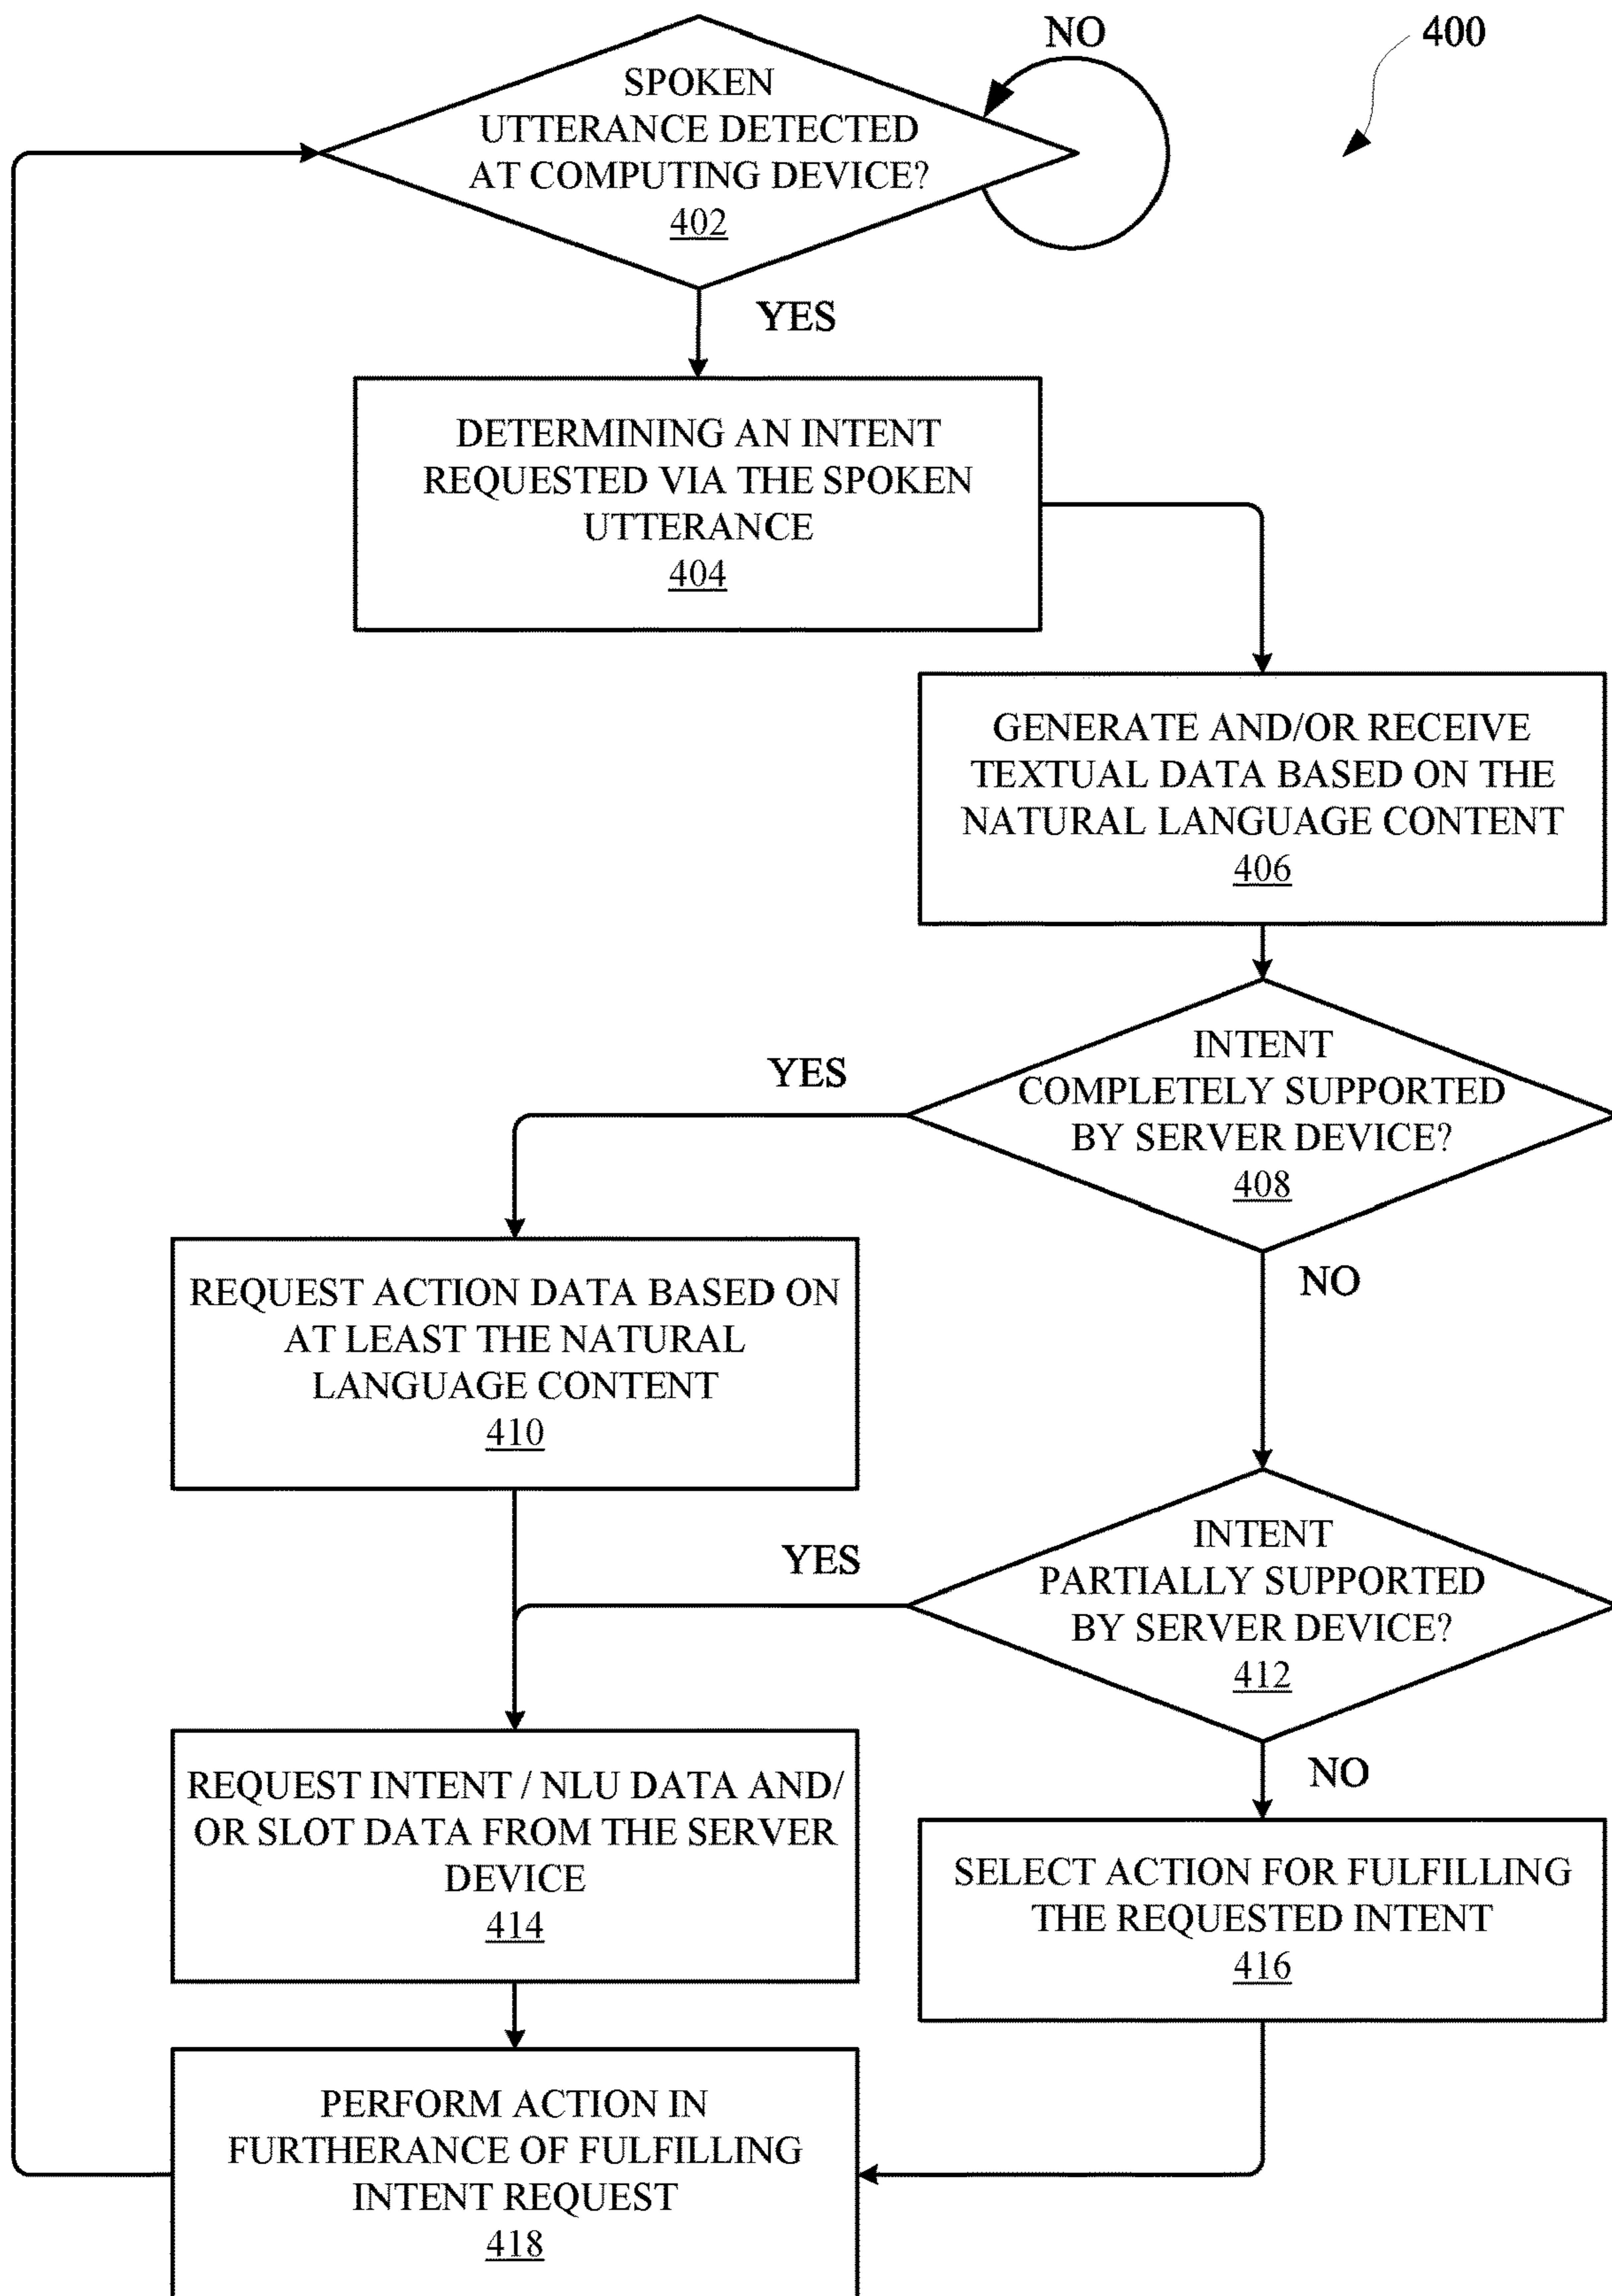 NO
400
SPOKEN
UTTERANCE DETECTED
AT COMPUTING DEVICE?
402
YES
DETERMINING AN INTENT
REQUESTED VIA THE SPOKEN
UTTERANCE
404
GENERATE AND/OR RECEIVE
TEXTUAL DATA BASED ON THE
NATURAL LANGUAGE CONTENT
406
INTENT
COMPLETELY SUPPORTED
BY SERVER DEVICE?
408
YES
NO
REQUEST ACTION DATA BASED ON
AT LEAST THE NATURAL
LANGUAGE CONTENT
410
INTENT
PARTIALLY SUPPORTED
BY SERVER DEVICE?
412
YES
NO
REQUEST INTENT / NLU DATA AND/
OR SLOT DATA FROM THE SERVER
DEVICE
414
SELECT ACTION FOR FULFILLING
THE REQUESTED INTENT
416
PERFORM ACTION IN
FURTHERANCE OF FULFILLING
INTENT REQUEST
418